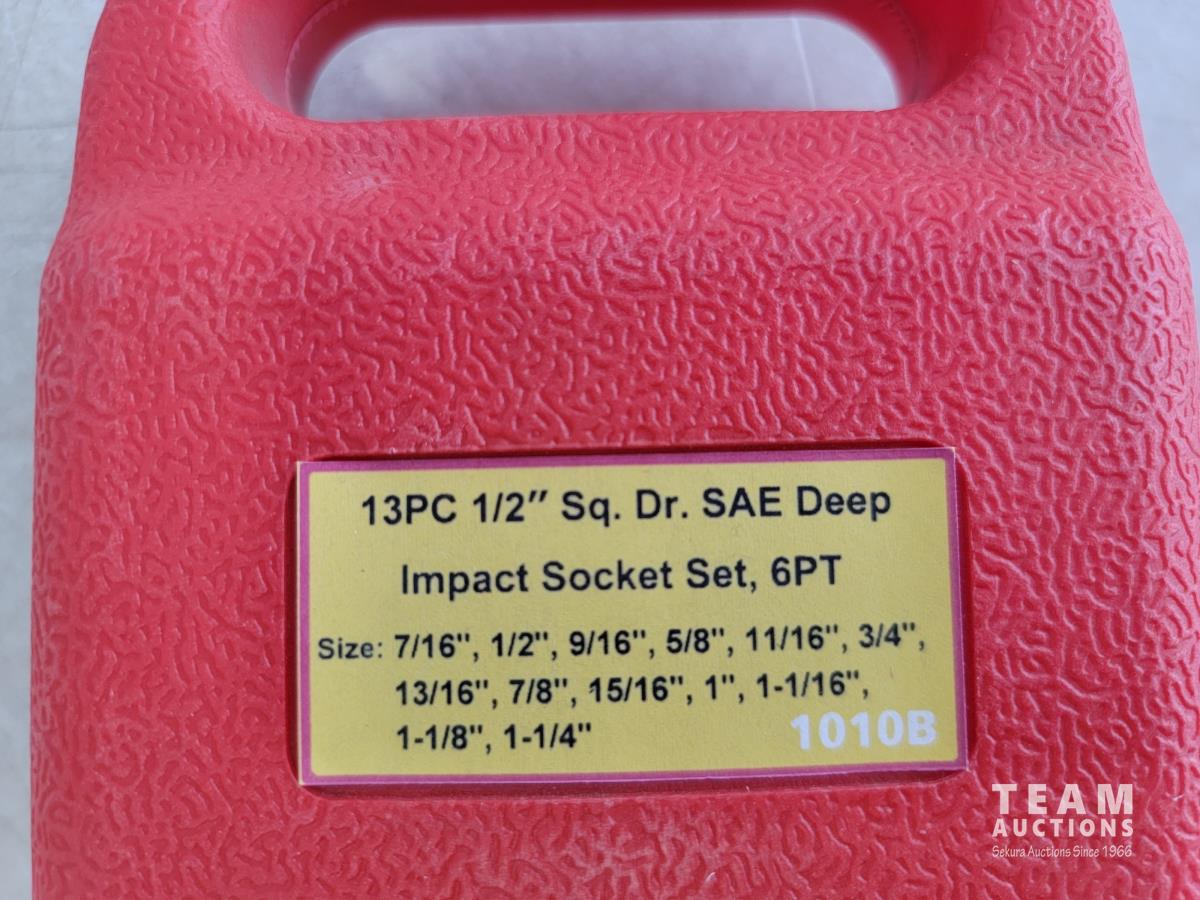 13PC 1/2″ Sq. Dr. SAE Deep
Impact Socket Set, 6PT
Size: 7/16", 1/2", 9/16", 5/8", 11/16", 3/4",
13/16", 7/8", 15/16", 1", 1-1/16",
1-1/8", 1-1/4"
1010B
TEAM
AUCTIONS
Sekura Auctions Since 1966